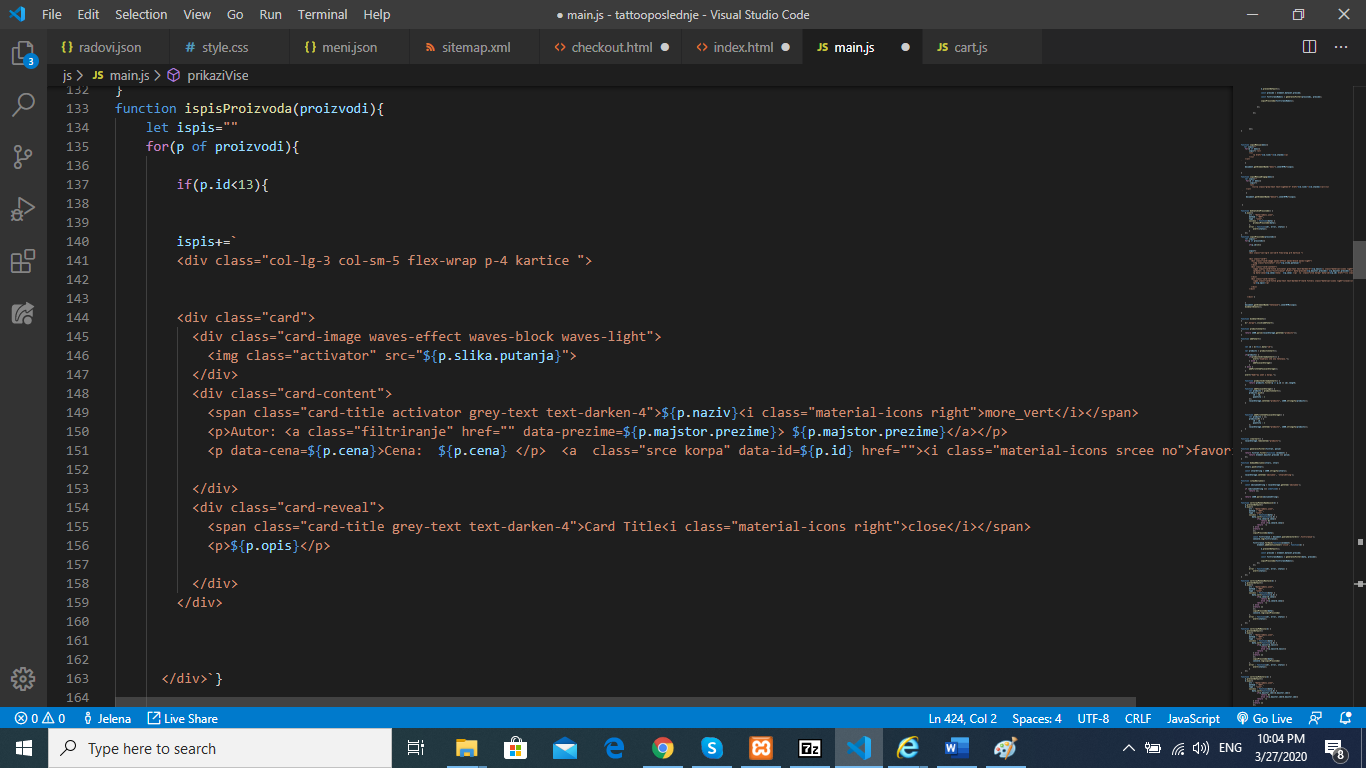 File Edit Selection View Go Run Terminal Help ● main.js - tattooposlednje - Visual Studio Code
{} radovi.json # style.css {} meni.json sitemap.xml <> checkout.html ● <> index.html ● JS main.js ● JS cart.js ···
js > JS main.js > prikaziVise
3
132 }
133 function ispisProizvoda(proizvodi){
134 let ispis=""
135 for(p of proizvodi){
136
137 if(p.id<13){
138
139
140 ispis+=`
141 <div class="col-lg-3 col-sm-5 flex-wrap p-4 kartice ">
142
143
144 <div class="card">
145 <div class="card-image waves-effect waves-block waves-light">
146 <img class="activator" src="${p.slika.putanja}">
147 </div>
148 <div class="card-content">
149 <span class="card-title activator grey-text text-darken-4">${p.naziv}<i class="material-icons right">more_vert</i></span>
150 <p>Autor: <a class="filtriranje" href="" data-prezime=${p.majstor.prezime}> ${p.majstor.prezime}</a></p>
151 <p data-cena=${p.cena}>Cena:  ${p.cena} </p>  <a  class="srce korpa" data-id=${p.id} href=""><i class="material-icons srcee no">favor
152
153 </div>
154 <div class="card-reveal">
155 <span class="card-title grey-text text-darken-4">Card Title<i class="material-icons right">close</i></span>
156 <p>${p.opis}</p>
157
158 </div>
159 </div>
160
161
162
163 </div>`}
164
0 0 Jelena Live Share Ln 424, Col 2 Spaces: 4 UTF-8 CRLF JavaScript Go Live
Type here to search ENG 10:04 PM
3/27/2020 8